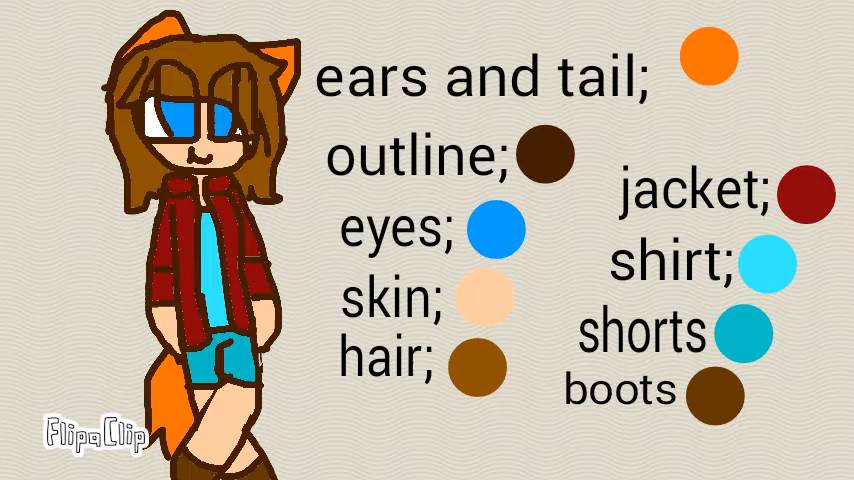 ears and tail;
outline;
eyes;
skin;
hair;
jacket;
shirt;
shorts
boots
FlipaClip